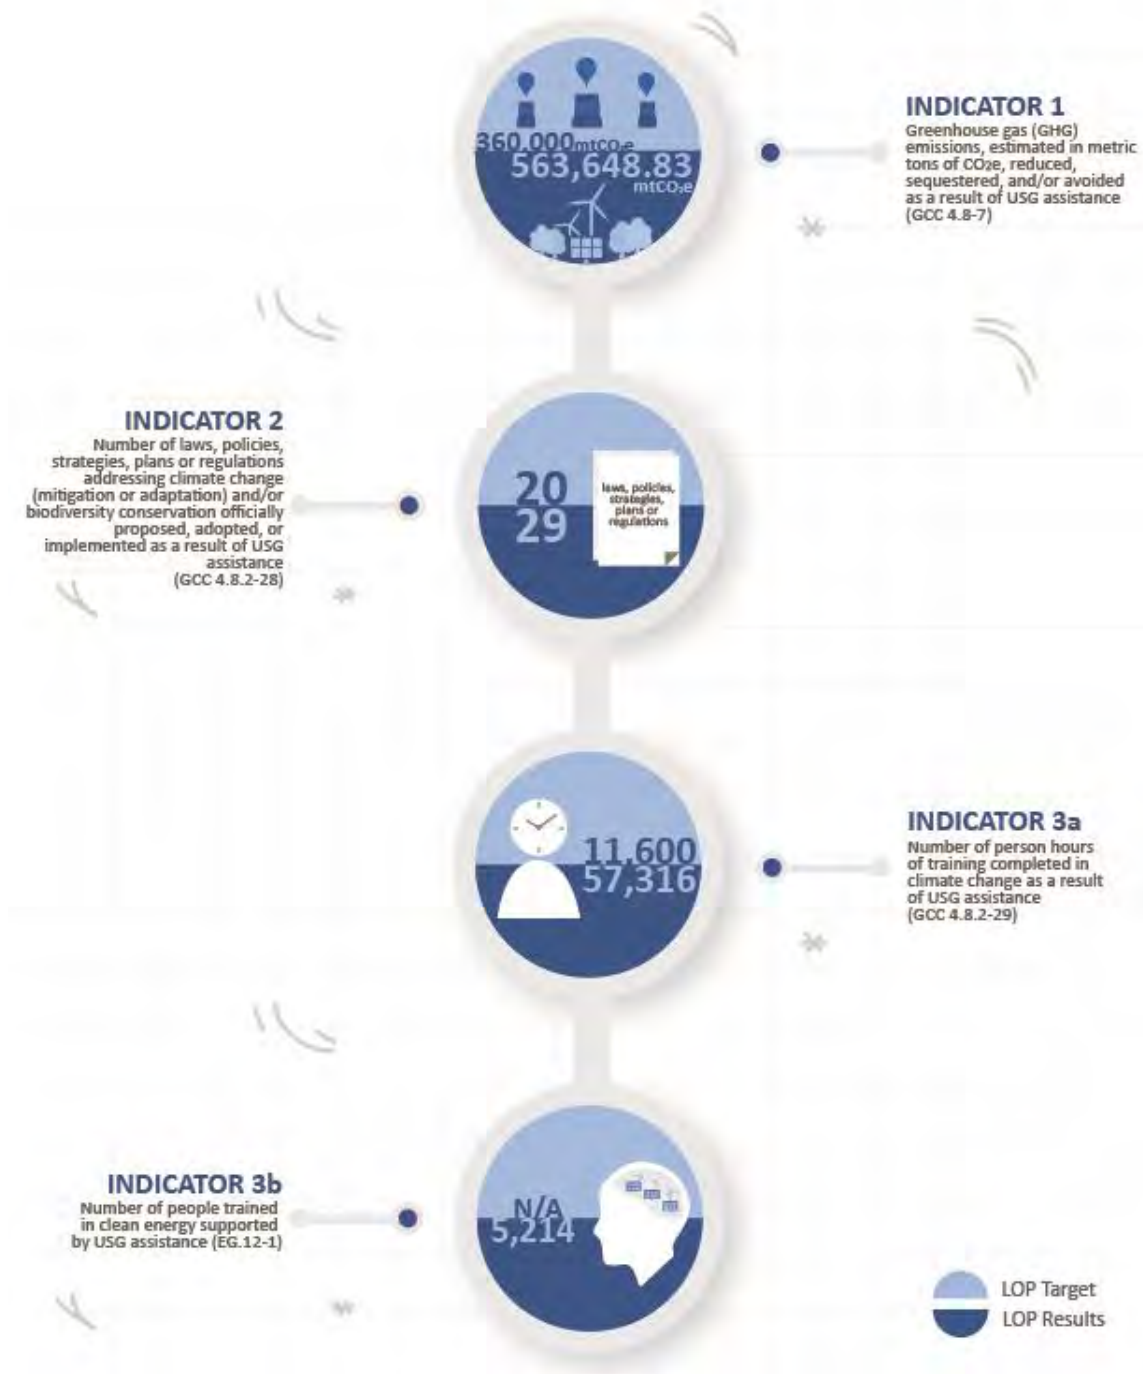 360,000 mtCO₂e
563,648.83
mtCO₂e
INDICATOR 1
Greenhouse gas (GHG)
emissions, estimated in metric
tons of CO2e, reduced,
sequestered, and/or avoided
as a result of USG assistance
(GCC 4.8-7)
INDICATOR 2
Number of laws, policies,
strategies, plans or regulations
addressing climate change
(mitigation or adaptation) and/or
biodiversity conservation officially
proposed, adopted, or
implemented as a result of USG
assistance
(GCC 4.8.2-28)
20
29
laws, policies,
strategies,
plans or
regulations
11,600
57,316
INDICATOR 3a
Number of person hours
of training completed in
climate change as a result
of USG assistance
(GCC 4.8.2-29)
INDICATOR 3b
Number of people trained
in clean energy supported
by USG assistance (EG.12-1)
N/A
5,214
LOP Target
LOP Results